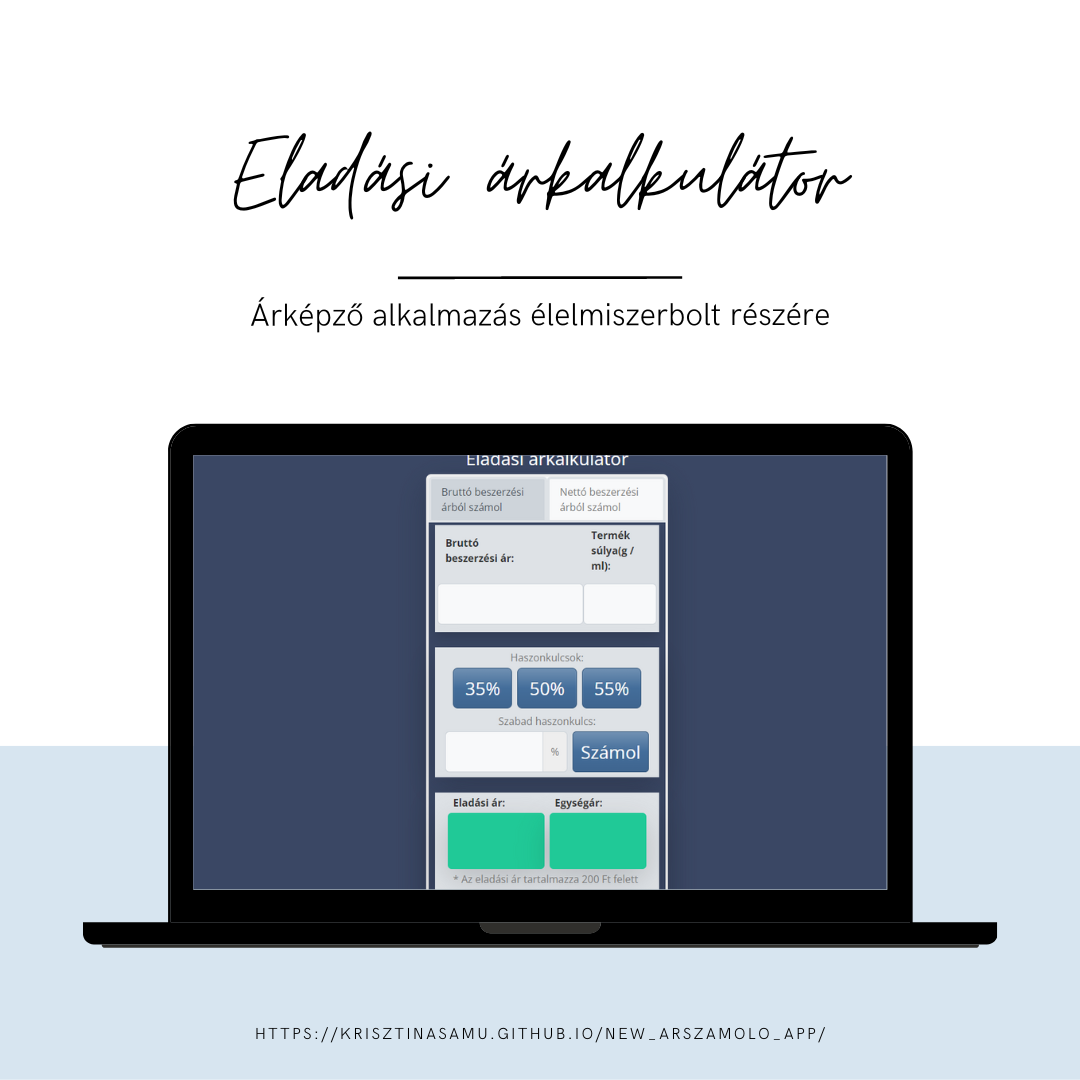 Eladási árkalkulátor
Árképző alkalmazás élelmiszerbolt részére
Eladási árkalkulátor
Bruttó beszerzési
árból számol
Nettó beszerzési
árból számol
Bruttó
beszerzési ár:
Termék
súlya(g /
ml):
Haszonkulcsok:
35% 50% 55%
Szabad haszonkulcs:
% Számol
Eladási ár: Egységár:
* Az eladási ár tartalmazza 200 Ft felett
HTTPS://KRISZTINASAMU.GITHUB.IO/NEW_ARSZAMOLO_APP/